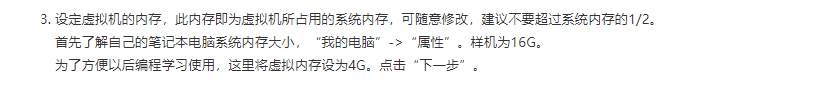 3. 设定虚拟机的内存，此内存即为虚拟机所占用的系统内存，可随意修改，建议不要超过系统内存的1/2。
首先了解自己的笔记本电脑系统内存大小，“我的电脑”->“属性”。样机为16G。
为了方便以后编程学习使用，这里将虚拟内存设为4G。点击“下一步”。